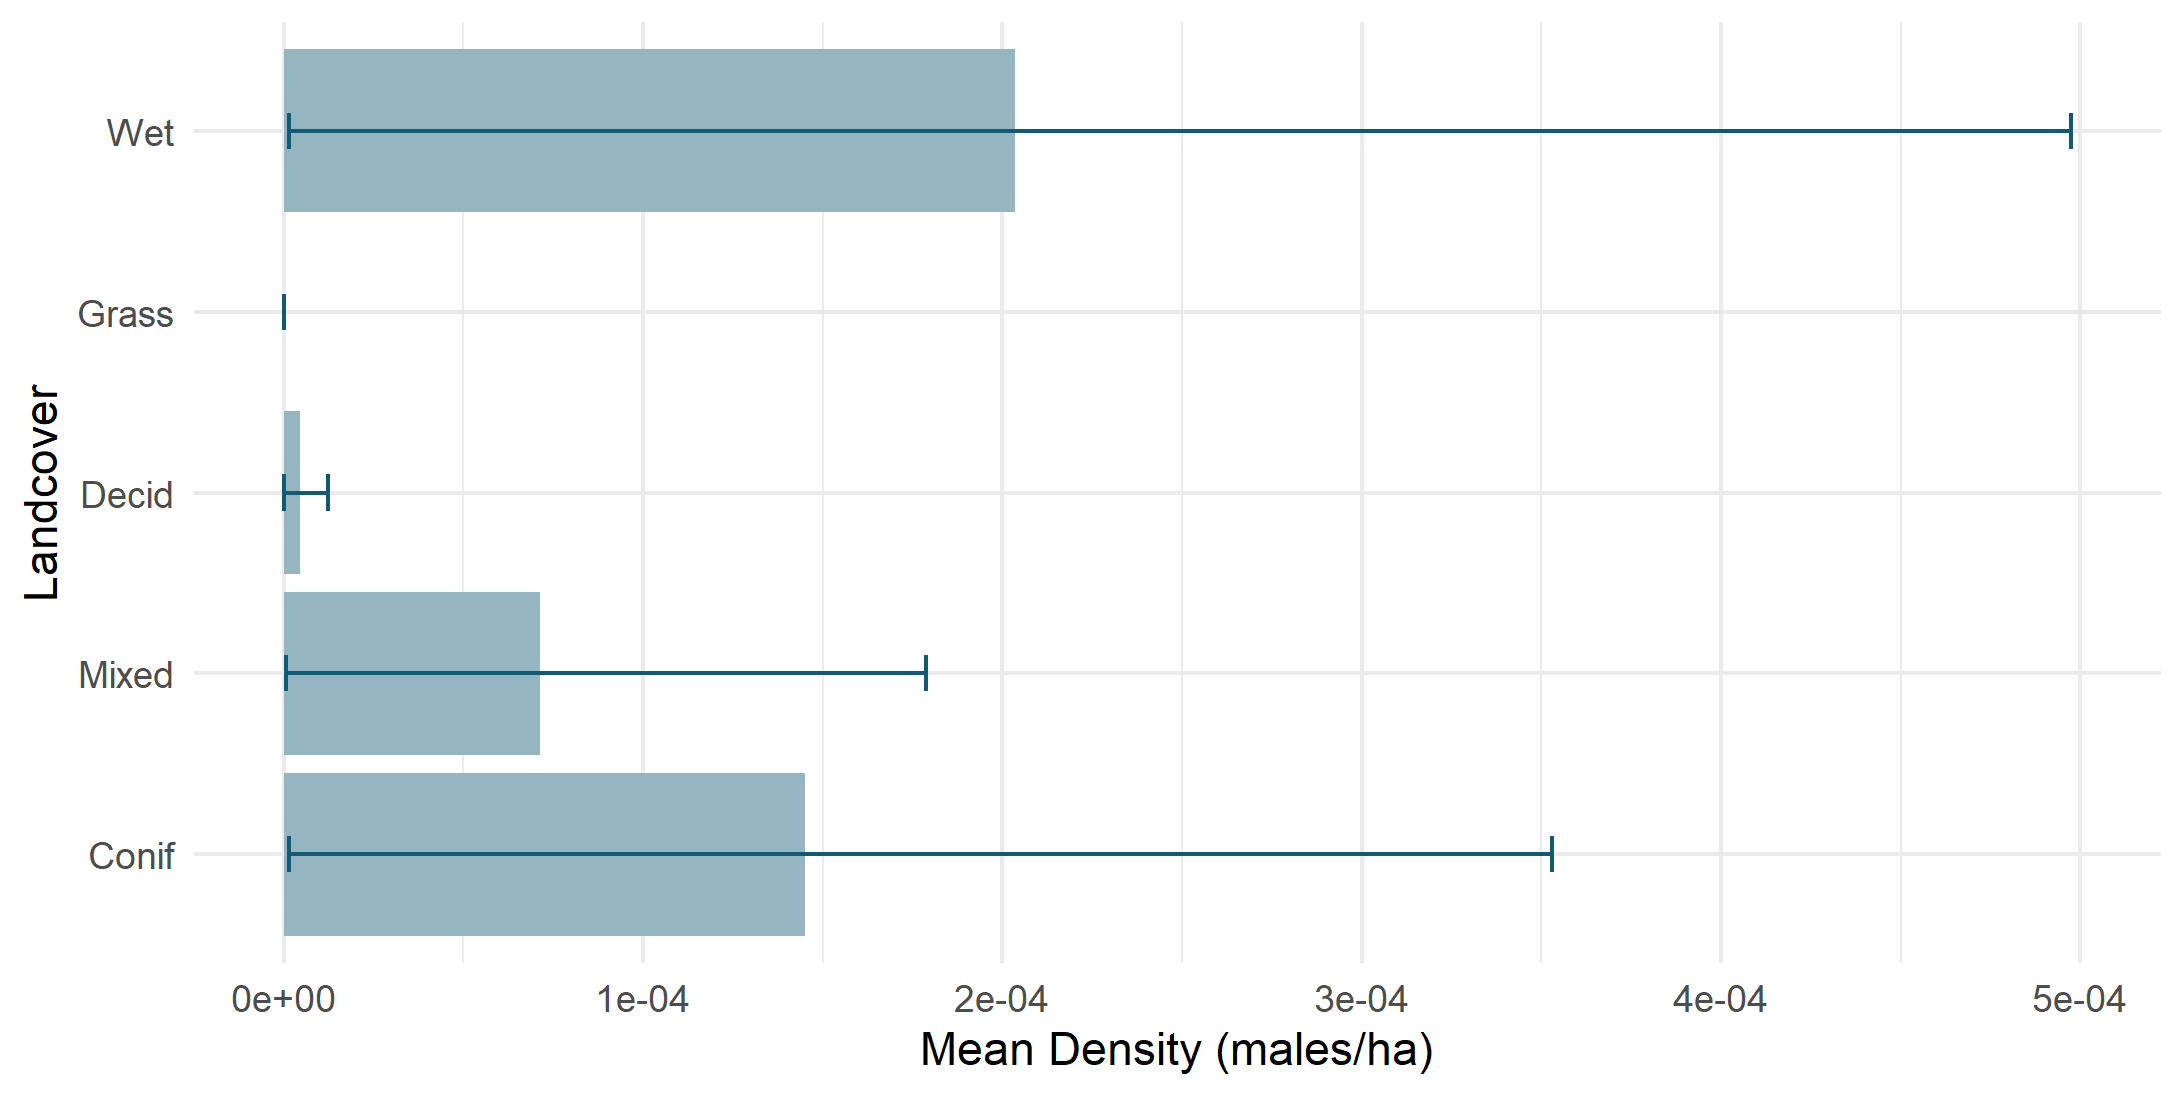 Landcover
Wet
Grass
Decid
Mixed
Conif
0e+00 1e-04 2e-04 3e-04 4e-04 5e-04
Mean Density (males/ha)